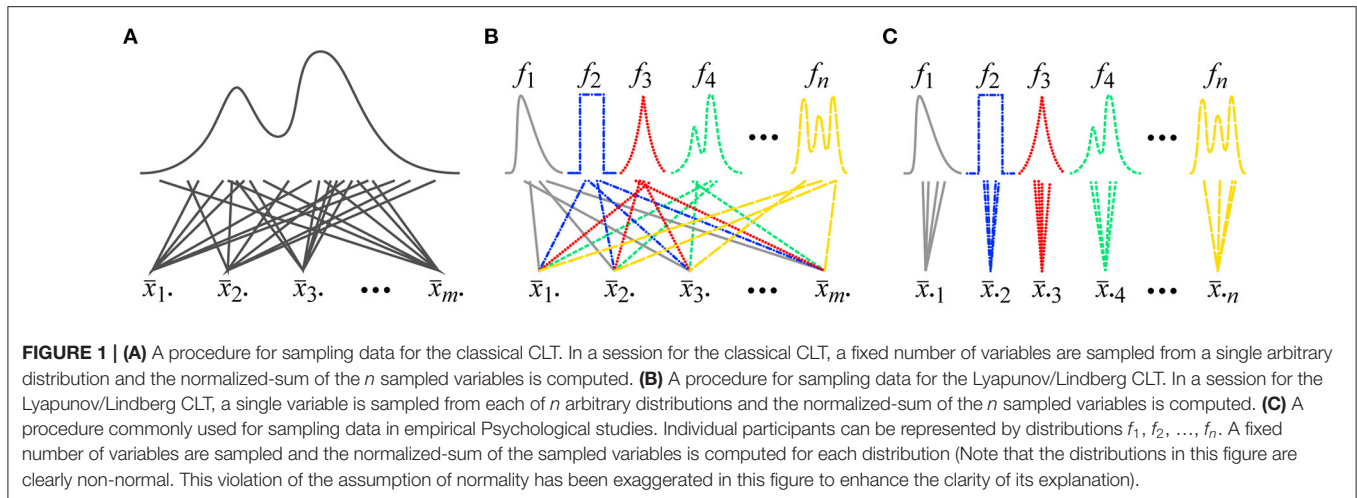 A B C
f1 f2 f3 f4 fn f1 f2 f3 f4 fn
••• •••
x̄1. x̄2. x̄3. ••• x̄m. x̄1. x̄2. x̄3. ••• x̄m. x̄.1 x̄.2 x̄.3 x̄.4 ••• x̄.n
FIGURE 1 | (A) A procedure for sampling data for the classical CLT. In a session for the classical CLT, a fixed number of variables are sampled from a single arbitrary
distribution and the normalized-sum of the n sampled variables is computed. (B) A procedure for sampling data for the Lyapunov/Lindberg CLT. In a session for the
Lyapunov/Lindberg CLT, a single variable is sampled from each of n arbitrary distributions and the normalized-sum of the n sampled variables is computed. (C) A
procedure commonly used for sampling data in empirical Psychological studies. Individual participants can be represented by distributions f1, f2, …, fn. A fixed
number of variables are sampled and the normalized-sum of the sampled variables is computed for each distribution (Note that the distributions in this figure are
clearly non-normal. This violation of the assumption of normality has been exaggerated in this figure to enhance the clarity of its explanation).